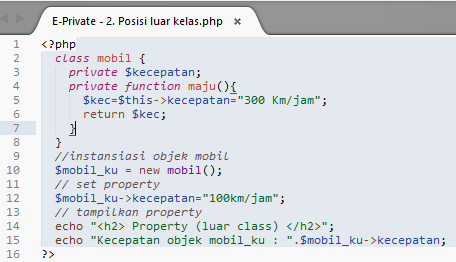 E-Private - 2. Posisi luar kelas.php ×
1 <?php
2 class mobil {
3 private $kecepatan;
4 private function maju(){
5 $kec=$this->kecepatan="300 Km/jam";
6 return $kec;
7 }
8 }
9 //instansiasi objek mobil
10 $mobil_ku = new mobil();
11 // set property
12 $mobil_ku->kecepatan="100km/jam";
13 // tampilkan property
14 echo "<h2> Property (luar class) </h2>";
15 echo "Kecepatan objek mobil_ku : ".$mobil_ku->kecepatan;
16 ?>